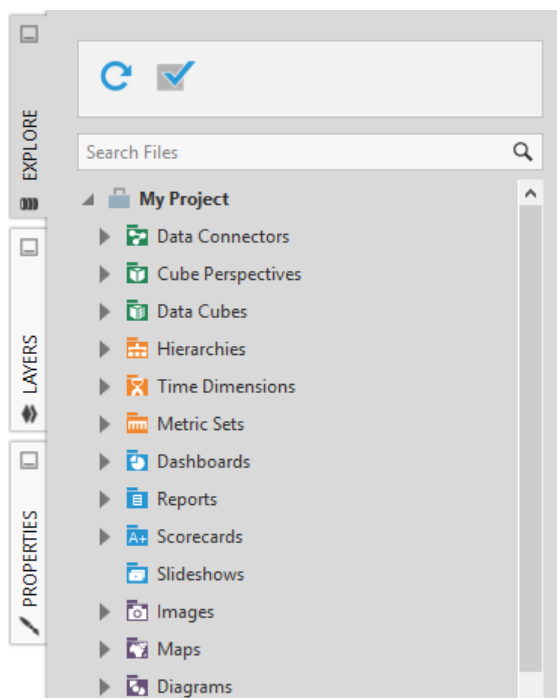 EXPLORE
LAYERS
PROPERTIES
Search Files
My Project
Data Connectors
Cube Perspectives
Data Cubes
Hierarchies
Time Dimensions
Metric Sets
Dashboards
Reports
A+ Scorecards
Slideshows
Images
Maps
Diagrams